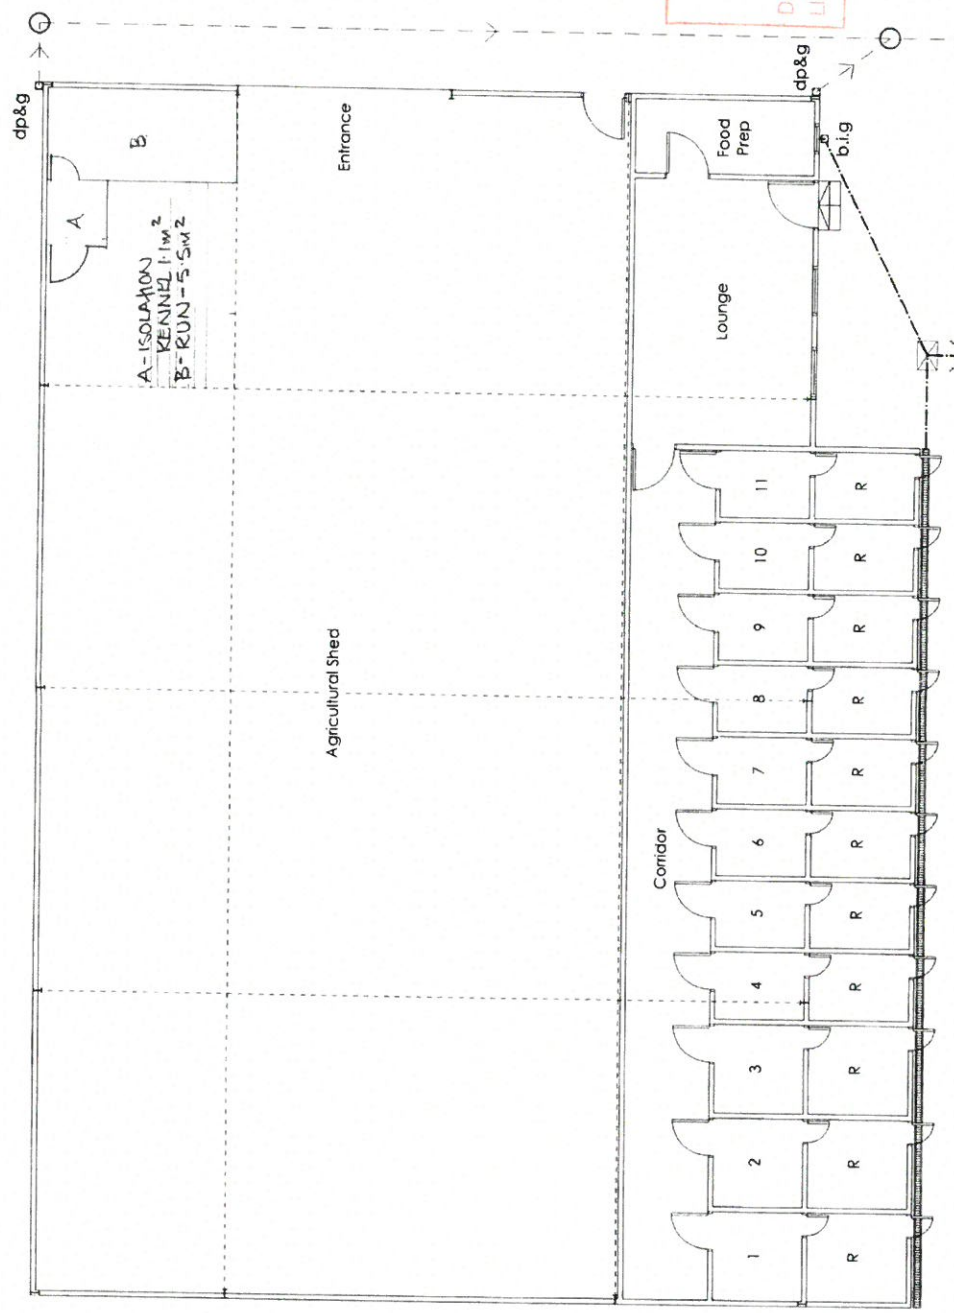 dp&g
A
B
A-ISOLATION
KENNEL 1.1m²
B-RUN-5.5m²
Agricultural Shed
Entrance
Corridor
Lounge
Food
Prep
1
2
3
4
5
6
7
8
9
10
11
dp&g
b.i.g
R
R
R
R
R
R
R
R
R
R
R